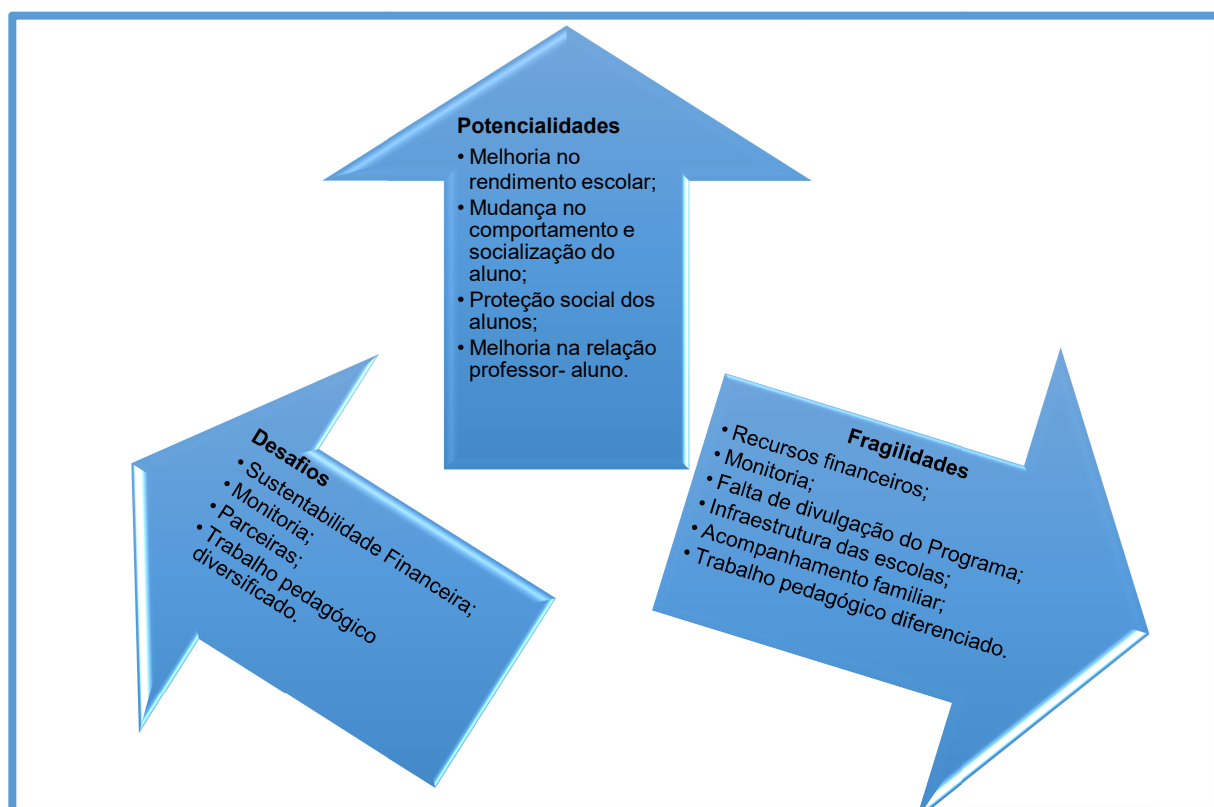 Potencialidades
• Melhoria no
rendimento escolar;
• Mudança no
comportamento e
socialização do
aluno;
• Proteção social dos
alunos;
• Melhoria na relação
professor- aluno.
Desafios
• Sustentabilidade Financeira;
• Monitoria;
• Parceiras;
• Trabalho pedagógico
diversificado.
Fragilidades
• Recursos financeiros;
• Monitoria;
• Falta de divulgação do Programa;
• Infraestrutura das escolas;
• Acompanhamento familiar;
• Trabalho pedagógico diferenciado.